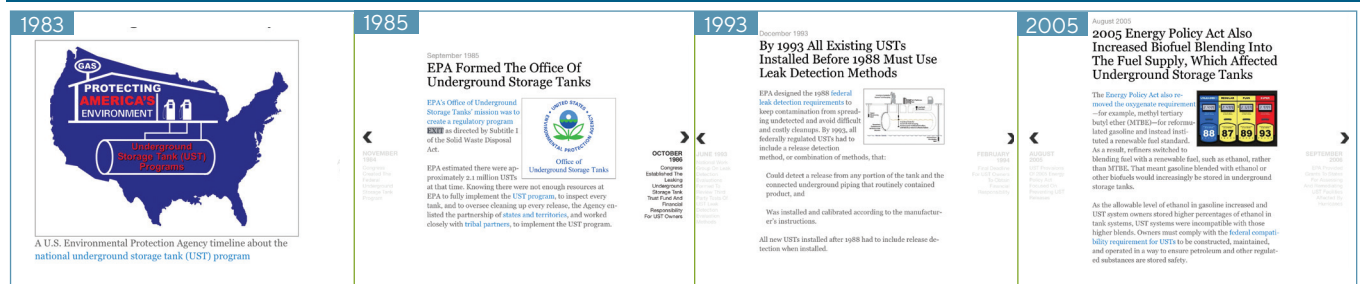 1983
GAS
PROTECTING
AMERICA'S
ENVIRONMENT
Underground
Storage Tank (UST)
Programs
A U.S. Environmental Protection Agency timeline about the
national underground storage tank (UST) program
1985
September 1985
EPA Formed The Office Of
Underground Storage Tanks
EPA's Office of Underground
Storage Tanks' mission was to
create a regulatory program
EXIT as directed by Subtitle I
of the Solid Waste Disposal
Act.
EPA estimated there were ap-
proximately 2.1 million USTs
at that time. Knowing there were not enough resources at
EPA to fully implement the UST program, to inspect every
tank, and to oversee cleaning up every release, the Agency en-
listed the partnership of states and territories, and worked
closely with tribal partners, to implement the UST program.
UNITED STATES
ENVIRONMENTAL PROTECTION AGENCY
Office of
Underground Storage Tanks
NOVEMBER
1984
Congress
Created The
Federal
Underground
Storage Tank
Program
OCTOBER
1986
Congress
Established The
Leaking
Underground
Storage Tank
Trust Fund And
Financial
Responsibility
For UST Owners
1993
December 1993
By 1993 All Existing USTs
Installed Before 1988 Must Use
Leak Detection Methods
EPA designed the 1988 federal
leak detection requirements to
keep contamination from spread-
ing undetected and avoid difficult
and costly cleanups. By 1993, all
federally regulated USTs had to
include a release detection
method, or combination of methods, that:
Could detect a release from any portion of the tank and the
connected underground piping that routinely contained
product, and
Was installed and calibrated according to the manufactur-
er's instructions.
All new USTs installed after 1988 had to include release de-
tection when installed.
FEBRUARY
1994
2005
August 2005
2005 Energy Policy Act Also
Increased Biofuel Blending Into
The Fuel Supply, Which Affected
Underground Storage Tanks
The Energy Policy Act also re-
moved the oxygenate requirement
—for example, methyl tertiary
butyl ether (MTBE)—for reformu-
lated gasoline and instead insti-
tuted a renewable fuel standard.
As a result, refiners switched to
blending fuel with a renewable fuel, such as ethanol, rather
than MTBE. That meant gasoline blended with ethanol or
other biofuels would increasingly be stored in underground
storage tanks.
As the allowable level of ethanol in gasoline increased and
UST system owners stored higher percentages of ethanol in
tank systems, UST systems were incompatible with those
higher blends. Owners must comply with the federal compati-
bility requirement for USTs to be constructed, maintained,
and operated in a way to ensure petroleum and other regulat-
ed substances are stored safely.
88 87 89 93
AUGUST
2005
SEPTEMBER